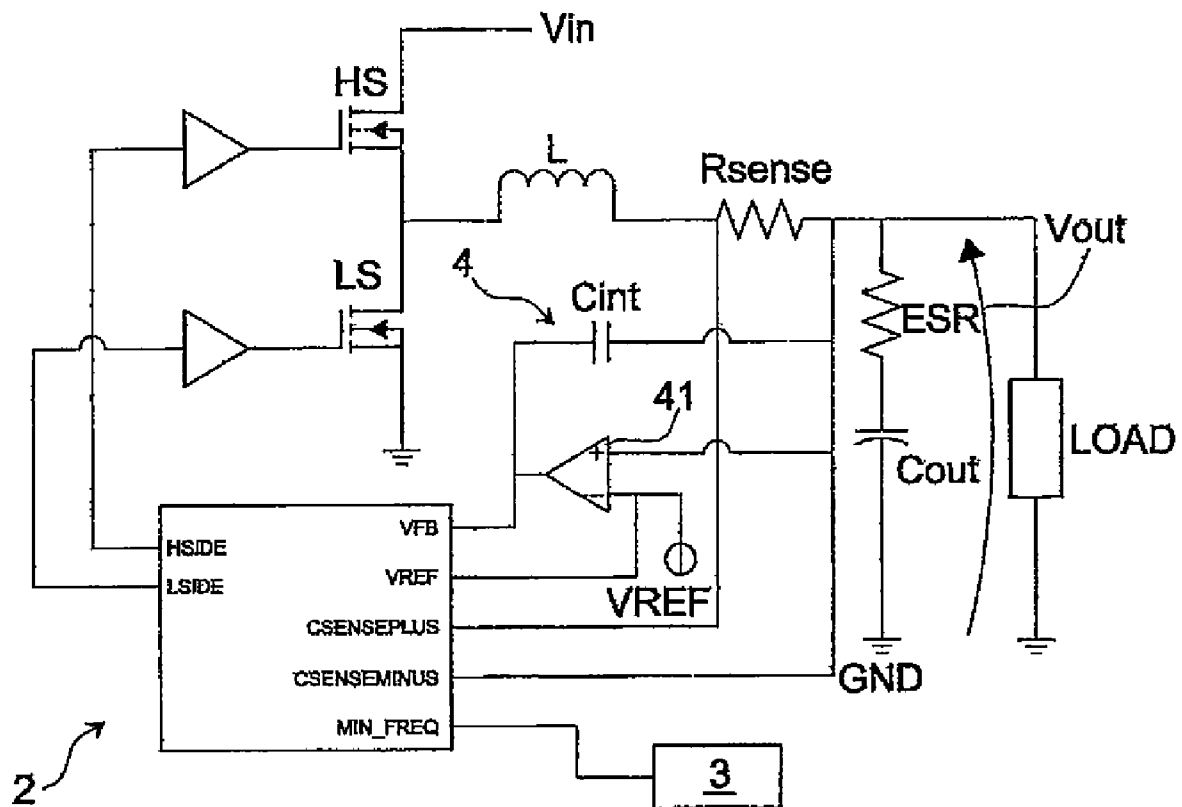 Vin
HS
L
Rsense
Vout
LS
4
Cint
ESR
41
+
−
LOAD
Cout
VFB
HSIDE
VREF
LSIDE
VREF
CSENSEPLUS
CSENSEMINUS
GND
MIN_FREQ
2
3